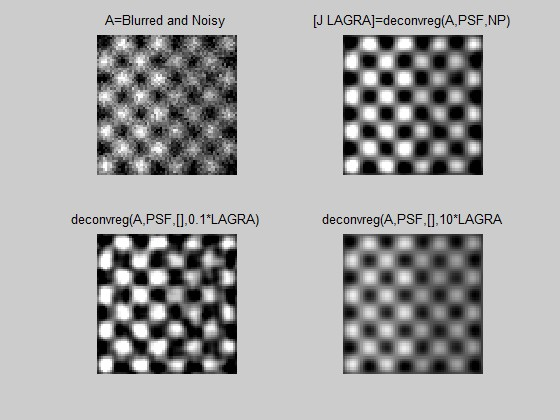 A=Blurred and Noisy
[J LAGRA]=deconvreg(A,PSF,NP)
deconvreg(A,PSF,[],0.1*LAGRA)
deconvreg(A,PSF,[],10*LAGRA